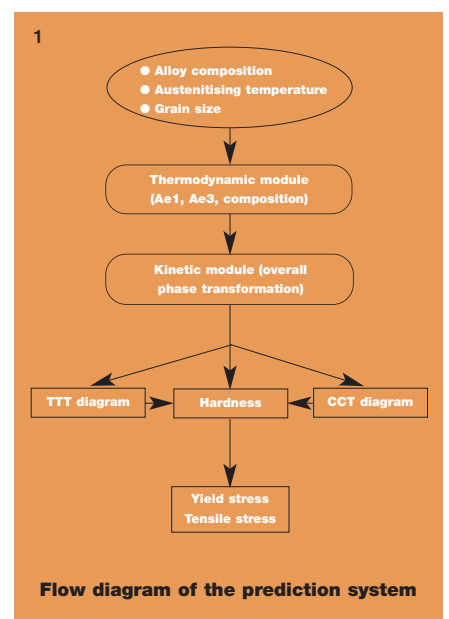 1
● Alloy composition
● Austenitising temperature
● Grain size
Thermodynamic module
(Ae1, Ae3, composition)
Kinetic module (overall
phase transformation)
TTT diagram
Hardness
CCT diagram
Yield stress
Tensile stress
Flow diagram of the prediction system